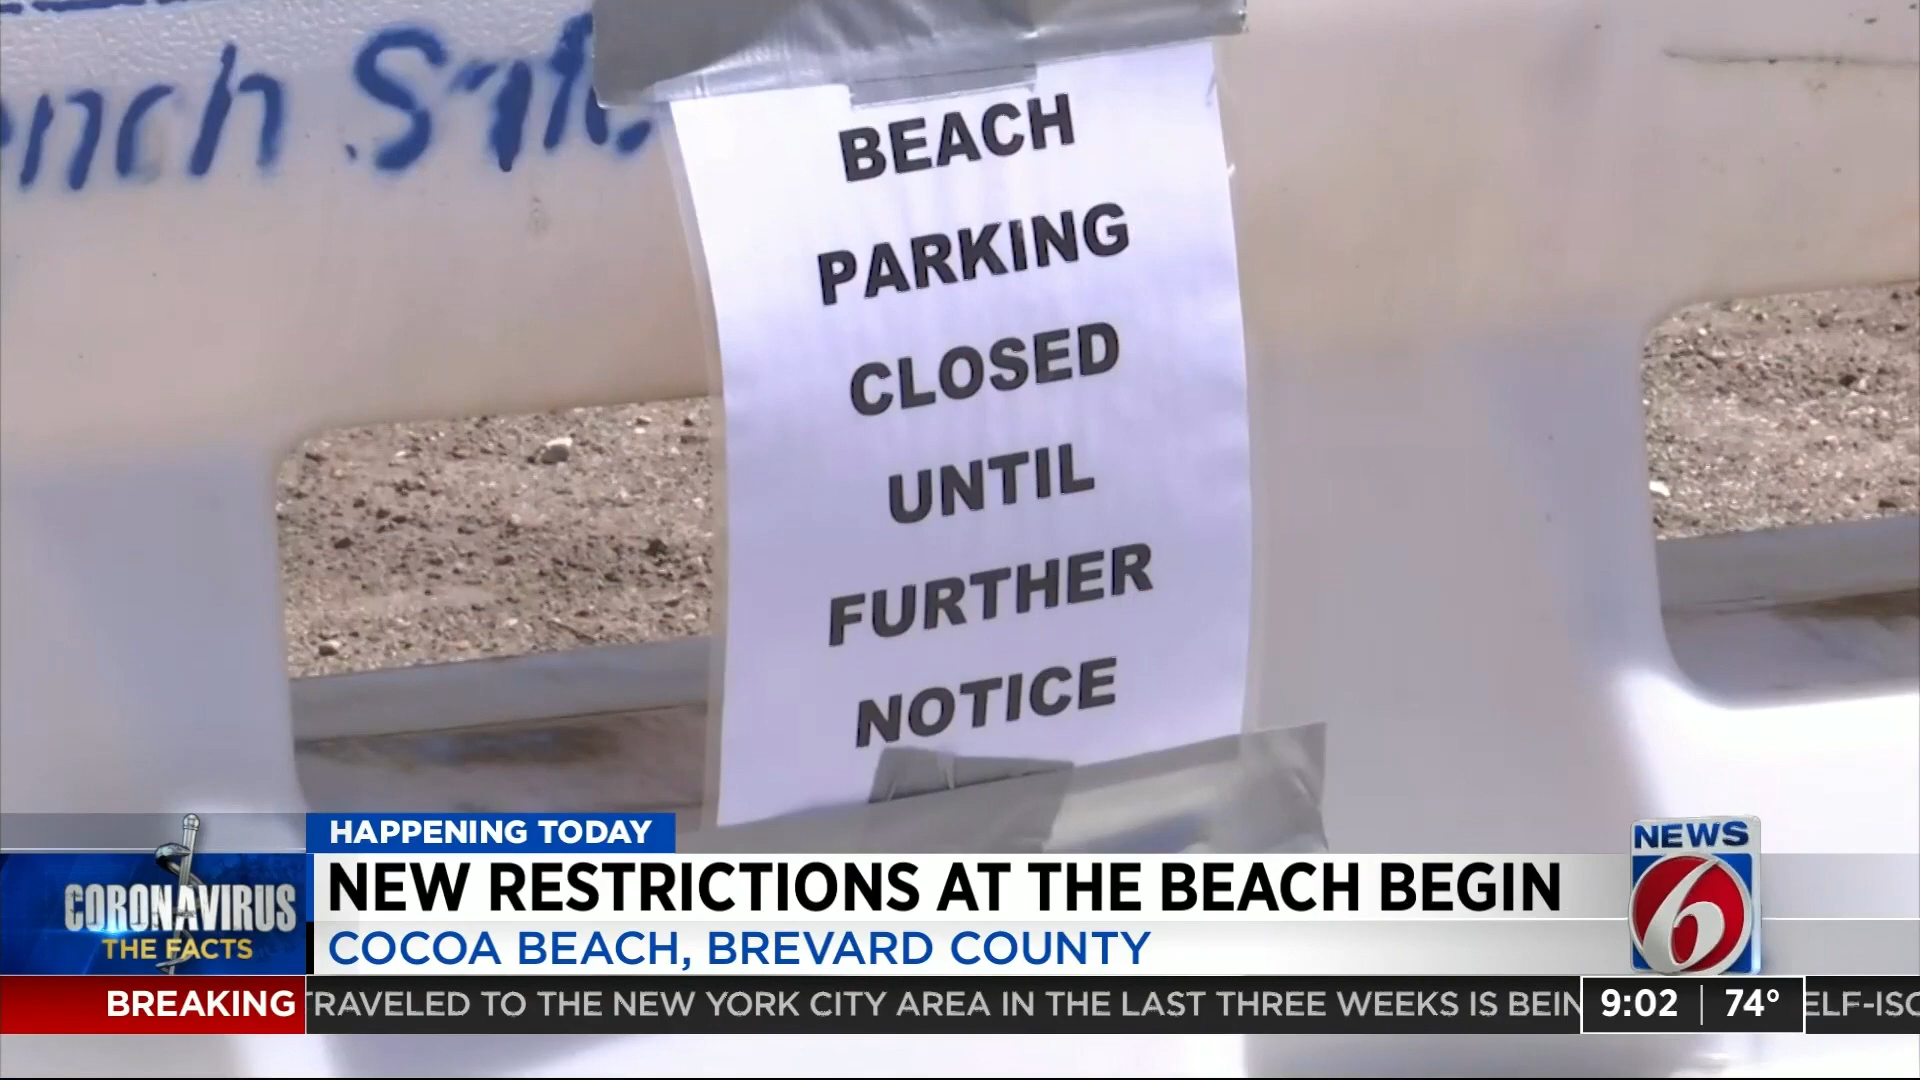 BEACH
PARKING
CLOSED
UNTIL
FURTHER
NOTICE
HAPPENING TODAY
NEW RESTRICTIONS AT THE BEACH BEGIN
COCOA BEACH, BREVARD COUNTY
CORONAVIRUS
THE FACTS
NEWS
6
BREAKING
TRAVELED TO THE NEW YORK CITY AREA IN THE LAST THREE WEEKS IS BEIN
9:02 74°
ELF-ISO